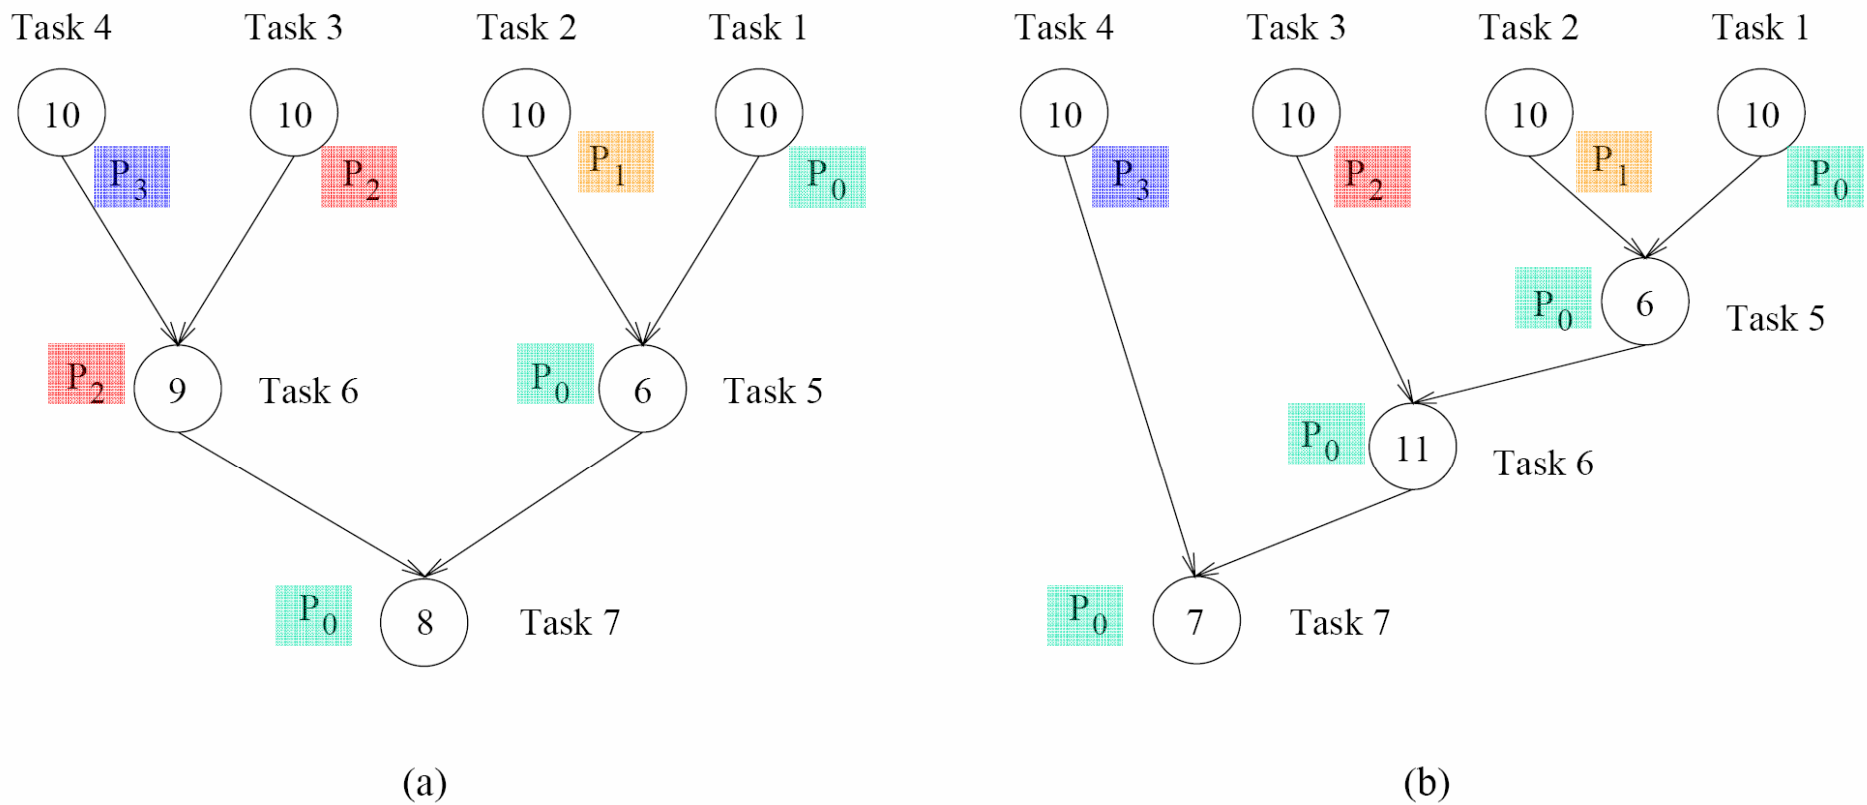 Task 4 Task 3 Task 2 Task 1 Task 4 Task 3 Task 2 Task 1
10 10 10 10 10 10 10 10
P3 P2 P1 P0 P3 P2 P1 P0
P0 6 Task 5
P2 9 Task 6 P0 6 Task 5
P0 11 Task 6
P0 8 Task 7 P0 7 Task 7
(a) (b)